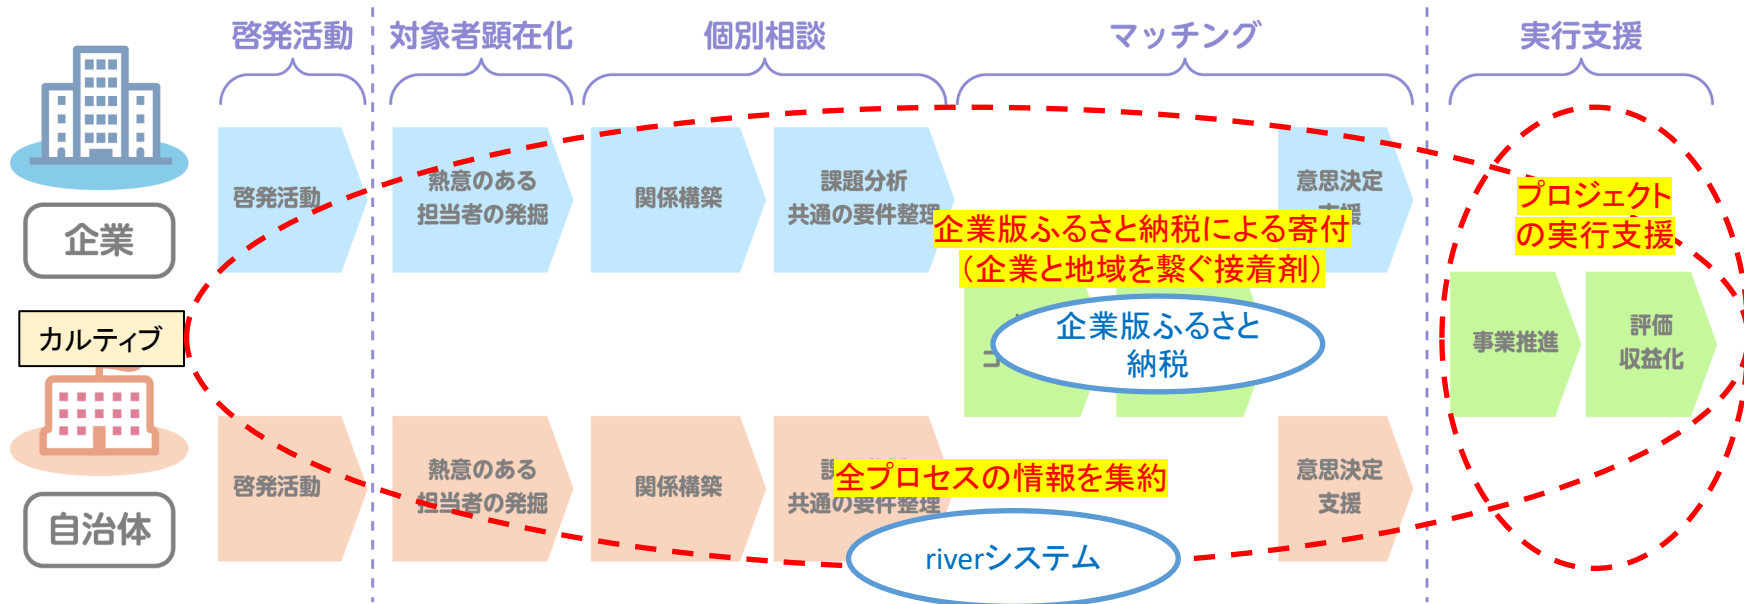 啓発活動
対象者顕在化
個別相談
マッチング
実行支援
企業
啓発活動
熱意のある
担当者の発掘
関係構築
課題分析
共通の要件整理
意思決定
支援
企業版ふるさと納税による寄付
（企業と地域を繋ぐ接着剤）
プロジェクト
の実行支援
カルティブ
企業版ふるさと
納税
事業推進
評価
収益化
自治体
啓発活動
熱意のある
担当者の発掘
関係構築
共通の要件整理
全プロセスの情報を集約
riverシステム
意思決定
支援